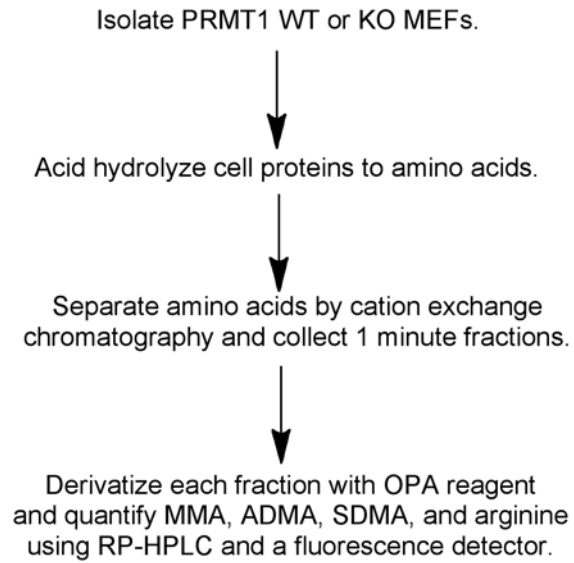 Isolate PRMT1 WT or KO MEFs.
Acid hydrolyze cell proteins to amino acids.
Separate amino acids by cation exchange
chromatography and collect 1 minute fractions.
Derivatize each fraction with OPA reagent
and quantify MMA, ADMA, SDMA, and arginine
using RP-HPLC and a fluorescence detector.